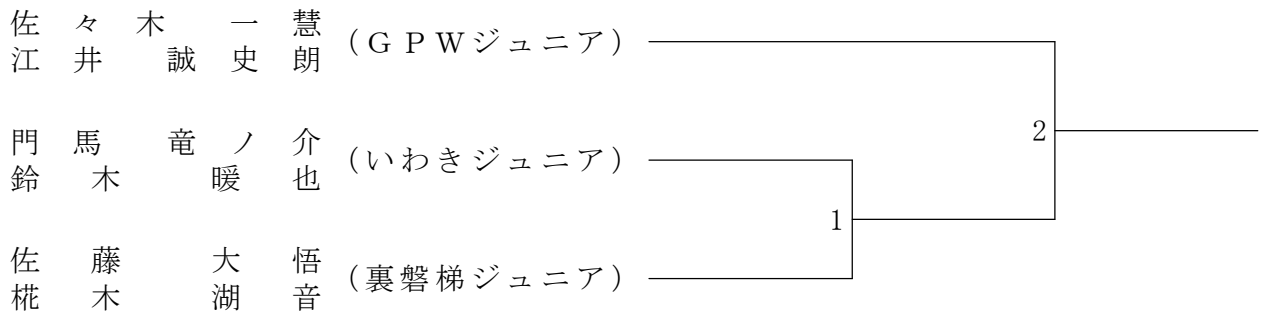 佐々木 一慧
江井 誠史朗
(ＧＰＷジュニア)
2
門馬 竜ノ介
鈴木 暖也
(いわきジュニア)
1
佐藤 大悟
椛木 湖音
(裏磐梯ジュニア)